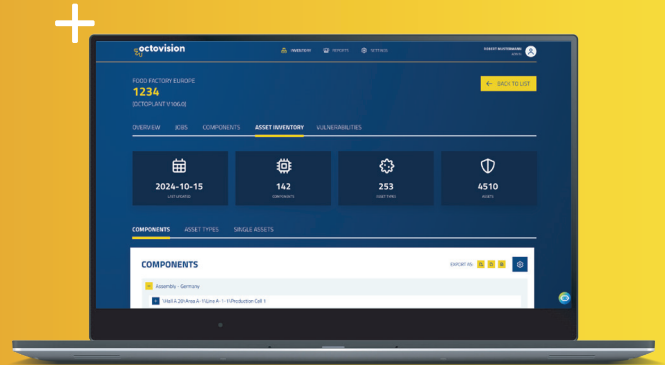 octovision
INVENTORY REPORTS SETTINGS
FOOD FACTORY EUROPE
1234
[OCTOPLANT V106.0]
← BACK TO LIST
OVERVIEW JOBS COMPONENTS ASSET INVENTORY VULNERABILITIES
2024-10-15
LAST UPDATED
142
COMPONENTS
253
ASSET TYPES
4510
ASSETS
COMPONENTS ASSET TYPES SINGLE ASSETS
COMPONENTS
EXPORT AS:
Assembly - Germany